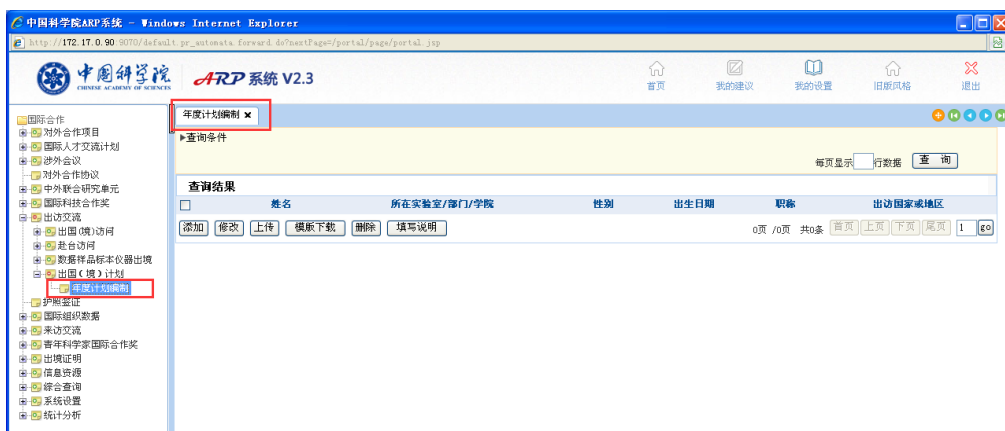 中国科学院ARP系统 - Windows Internet Explorer
http://172.17.0.90:9070/default.pr_automata.forward.do?nextPage=/portal/page/portal.jsp
中国科学院
CHINESE ACADEMY OF SCIENCES
ARP 系统 V2.3
首页
我的建议
我的设置
旧版风格
退出
国际合作
对外合作项目
国际人才交流计划
涉外会议
对外合作协议
中外联合研究单元
国际科技合作奖
出访交流
出国(境)访问
赴台访问
数据样品标本仪器出境
出国(境)计划
年度计划编制
护照签证
国际组织数据
来访交流
青年科学家国际合作奖
出境证明
信息资源
综合查询
系统设置
统计分析
年度计划编制
查询条件
每页显示 行数据 查 询
查询结果
姓名 所在实验室/部门/学院 性别 出生日期 职称 出访国家或地区
添加 修改 上传 模版下载 删除 填写说明 0页 /0页 共0条 首页 上页 下页 尾页 1 go